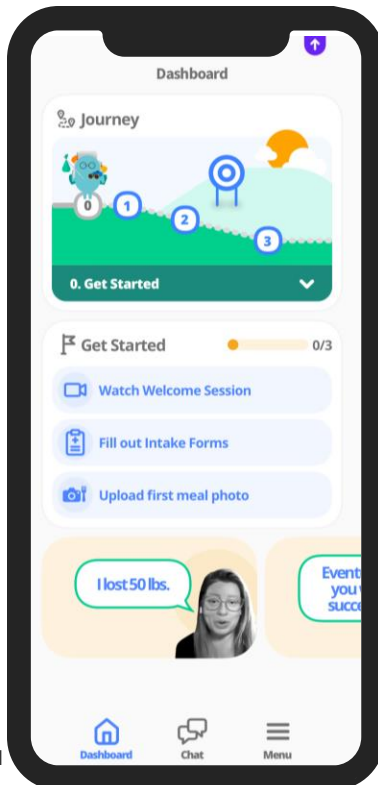 Dashboard
Journey
0
1
2
3
0. Get Started
Get Started
0/3
Watch Welcome Session
Fill out Intake Forms
Upload first meal photo
I lost 50 lbs.
Dashboard
Chat
Menu